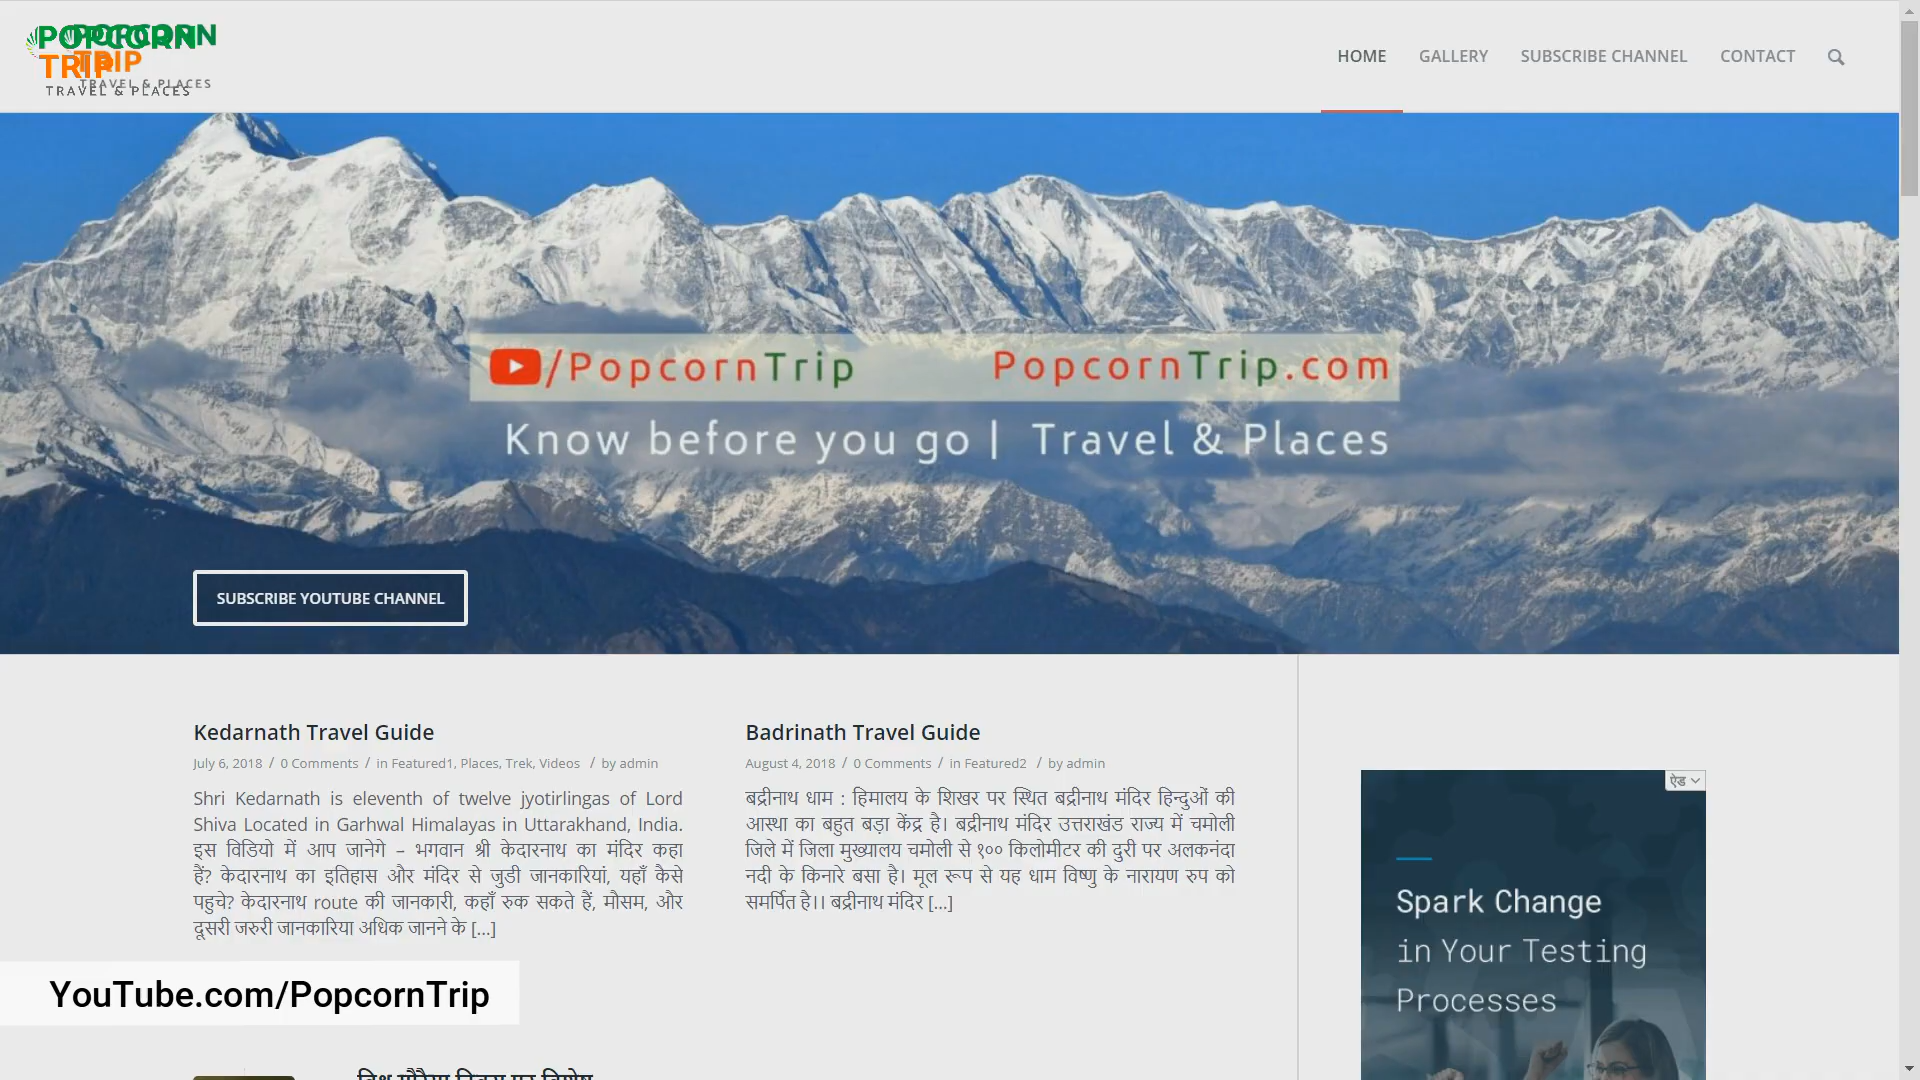 POPCORN
TRIP
TRAVEL & PLACES
POPCORN
TRIP
TRAVEL & PLACES
HOME GALLERY SUBSCRIBE CHANNEL CONTACT
/PopcornTrip PopcornTrip.com
Know before you go | Travel & Places
SUBSCRIBE YOUTUBE CHANNEL
Kedarnath Travel Guide
July 6, 2018 / 0 Comments / in Featured1, Places, Trek, Videos / by admin
Shri Kedarnath is eleventh of twelve jyotirlingas of Lord
Shiva Located in Garhwal Himalayas in Uttarakhand, India.
इस विडियो में आप जानेगे – भगवान श्री केदारनाथ का मंदिर कहा
हैं? केदारनाथ का इतिहास और मंदिर से जुडी जानकारियां, यहाँ कैसे
पहुचे? केदारनाथ route की जानकारी, कहाँ रुक सकते हैं, मौसम, और
दूसरी जरुरी जानकारिया अधिक जानने के [...]
Badrinath Travel Guide
August 4, 2018 / 0 Comments / in Featured2 / by admin
बद्रीनाथ धाम : हिमालय के शिखर पर स्थित बद्रीनाथ मंदिर हिन्दुओं की
आस्था का बहुत बड़ा केंद्र है। बद्रीनाथ मंदिर उत्तराखंड राज्य में चमोली
जिले में जिला मुख्यालय चमोली से १०० किलोमीटर की दुरी पर अलकनंदा
नदी के किनारे बसा है। मूल रूप से यह धाम विष्णु के नारायण रुप को
समर्पित है।। बद्रीनाथ मंदिर [...]
ऐड
Spark Change
in Your Testing
Processes
YouTube.com/PopcornTrip